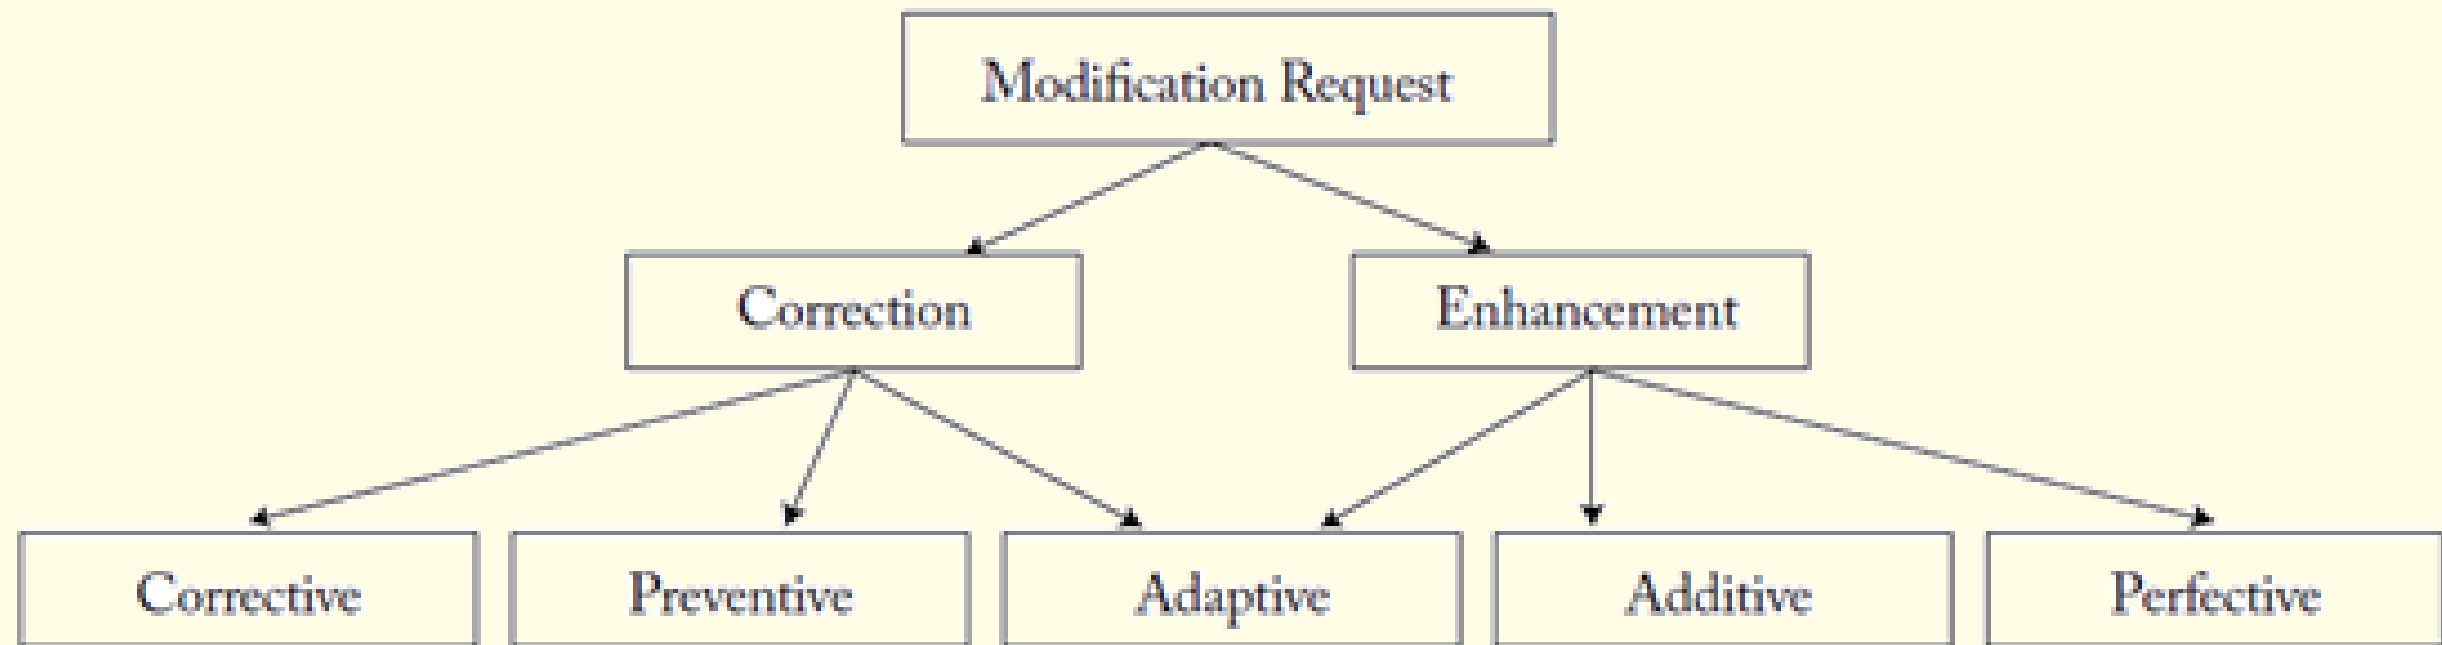 Modification Request
Correction
Enhancement
Corrective
Preventive
Adaptive
Additive
Perfective